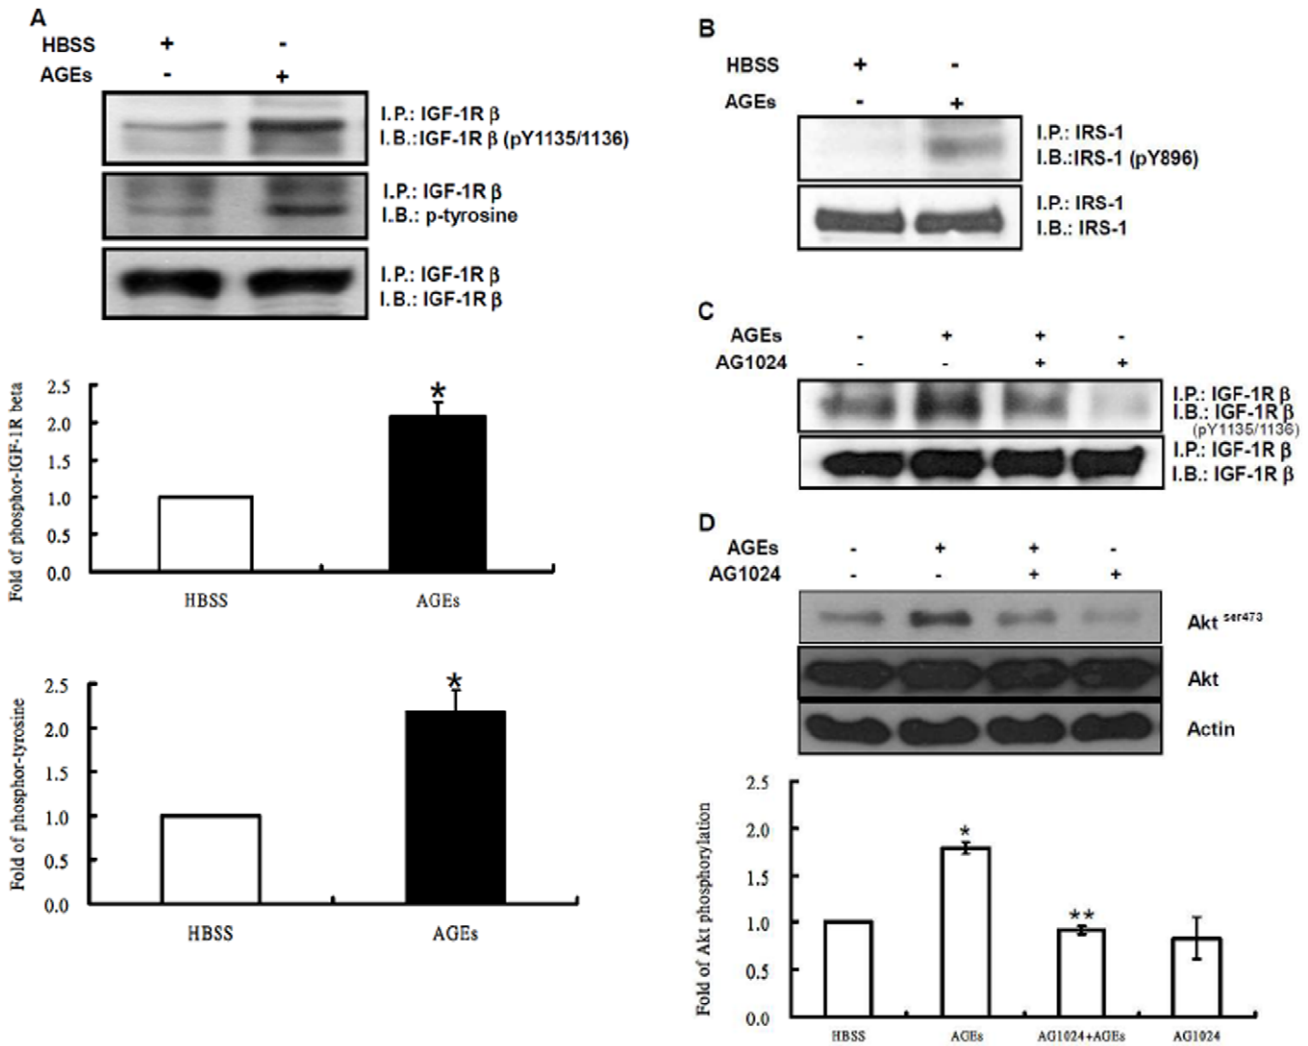 A
HBSS + -
AGEs - +
I.P.: IGF-1R β
I.B.:IGF-1R β (pY1135/1136)
I.P.: IGF-1R β
I.B.: p-tyrosine
I.P.: IGF-1R β
I.B.: IGF-1R β
Fold of phosphor-IGF-1R beta
2.5
2.0
1.5
1.0
0.5
0.0
*
HBSS AGEs
Fold of phosphor-tyrosine
2.5
2.0
1.5
1.0
0.5
0.0
*
HBSS AGEs
B
HBSS + -
AGEs - +
I.P.: IRS-1
I.B.:IRS-1 (pY896)
I.P.: IRS-1
I.B.: IRS-1
C
AGEs - + + -
AG1024 - - + +
I.P.: IGF-1R β
I.B.: IGF-1R β
(pY1135/1136)
I.P.: IGF-1R β
I.B.: IGF-1R β
D
AGEs - + + -
AG1024 - - + +
Akt ser473
Akt
Actin
Fold of Akt phosphorylation
2.5
2.0
1.5
1.0
0.5
0.0
*
**
HBSS AGEs AG1024+AGEs AG1024